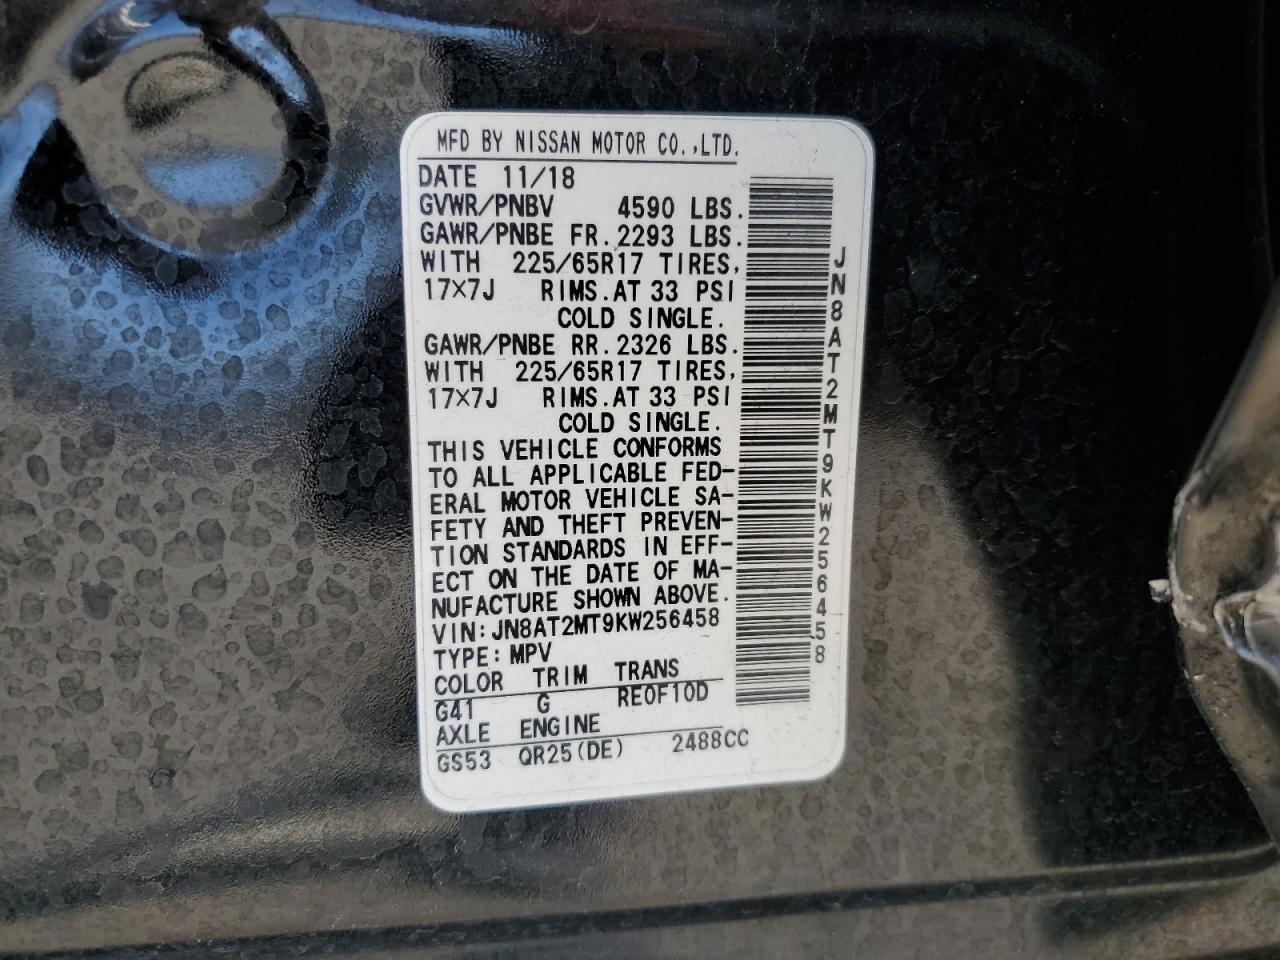 MFD BY NISSAN MOTOR CO.,LTD.
DATE 11/18
GVWR/PNBV 4590 LBS.
GAWR/PNBE FR. 2293 LBS.
WITH 225/65R17 TIRES,
17X7J RIMS.AT 33 PSI
COLD SINGLE.
GAWR/PNBE RR. 2326 LBS.
WITH 225/65R17 TIRES,
17X7J RIMS.AT 33 PSI
COLD SINGLE.
THIS VEHICLE CONFORMS
TO ALL APPLICABLE FED-
ERAL MOTOR VEHICLE SA-
FETY AND THEFT PREVEN-
TION STANDARDS IN EFF-
ECT ON THE DATE OF MA-
NUFACTURE SHOWN ABOVE.
VIN: JN8AT2MT9KW256458
TYPE: MPV
COLOR TRIM TRANS
G41 G RE0F10D
AXLE ENGINE
GS53 QR25(DE) 2488CC
JN8AT2MT9KW256458